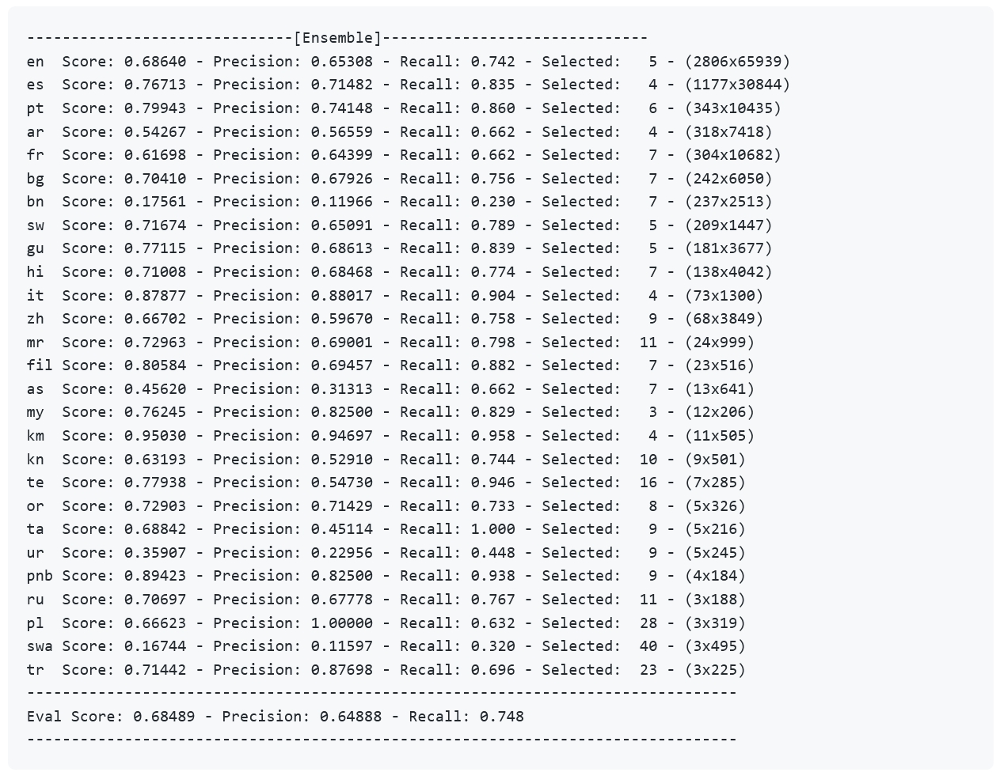 ------------------------------[Ensemble]------------------------------
en  Score: 0.68640 - Precision: 0.65308 - Recall: 0.742 - Selected:   5 - (2806x65939)
es  Score: 0.76713 - Precision: 0.71482 - Recall: 0.835 - Selected:   4 - (1177x30844)
pt  Score: 0.79943 - Precision: 0.74148 - Recall: 0.860 - Selected:   6 - (343x10435)
ar  Score: 0.54267 - Precision: 0.56559 - Recall: 0.662 - Selected:   4 - (318x7418)
fr  Score: 0.61698 - Precision: 0.64399 - Recall: 0.662 - Selected:   7 - (304x10682)
bg  Score: 0.70410 - Precision: 0.67926 - Recall: 0.756 - Selected:   7 - (242x6050)
bn  Score: 0.17561 - Precision: 0.11966 - Recall: 0.230 - Selected:   7 - (237x2513)
sw  Score: 0.71674 - Precision: 0.65091 - Recall: 0.789 - Selected:   5 - (209x1447)
gu  Score: 0.77115 - Precision: 0.68613 - Recall: 0.839 - Selected:   5 - (181x3677)
hi  Score: 0.71008 - Precision: 0.68468 - Recall: 0.774 - Selected:   7 - (138x4042)
it  Score: 0.87877 - Precision: 0.88017 - Recall: 0.904 - Selected:   4 - (73x1300)
zh  Score: 0.66702 - Precision: 0.59670 - Recall: 0.758 - Selected:   9 - (68x3849)
mr  Score: 0.72963 - Precision: 0.69001 - Recall: 0.798 - Selected:  11 - (24x999)
fil Score: 0.80584 - Precision: 0.69457 - Recall: 0.882 - Selected:   7 - (23x516)
as  Score: 0.45620 - Precision: 0.31313 - Recall: 0.662 - Selected:   7 - (13x641)
my  Score: 0.76245 - Precision: 0.82500 - Recall: 0.829 - Selected:   3 - (12x206)
km  Score: 0.95030 - Precision: 0.94697 - Recall: 0.958 - Selected:   4 - (11x505)
kn  Score: 0.63193 - Precision: 0.52910 - Recall: 0.744 - Selected:  10 - (9x501)
te  Score: 0.77938 - Precision: 0.54730 - Recall: 0.946 - Selected:  16 - (7x285)
or  Score: 0.72903 - Precision: 0.71429 - Recall: 0.733 - Selected:   8 - (5x326)
ta  Score: 0.68842 - Precision: 0.45114 - Recall: 1.000 - Selected:   9 - (5x216)
ur  Score: 0.35907 - Precision: 0.22956 - Recall: 0.448 - Selected:   9 - (5x245)
pnb Score: 0.89423 - Precision: 0.82500 - Recall: 0.938 - Selected:   9 - (4x184)
ru  Score: 0.70697 - Precision: 0.67778 - Recall: 0.767 - Selected:  11 - (3x188)
pl  Score: 0.66623 - Precision: 1.00000 - Recall: 0.632 - Selected:  28 - (3x319)
swa Score: 0.16744 - Precision: 0.11597 - Recall: 0.320 - Selected:  40 - (3x495)
tr  Score: 0.71442 - Precision: 0.87698 - Recall: 0.696 - Selected:  23 - (3x225)
--------------------------------------------------------------------------------
Eval Score: 0.68489 - Precision: 0.64888 - Recall: 0.748
--------------------------------------------------------------------------------